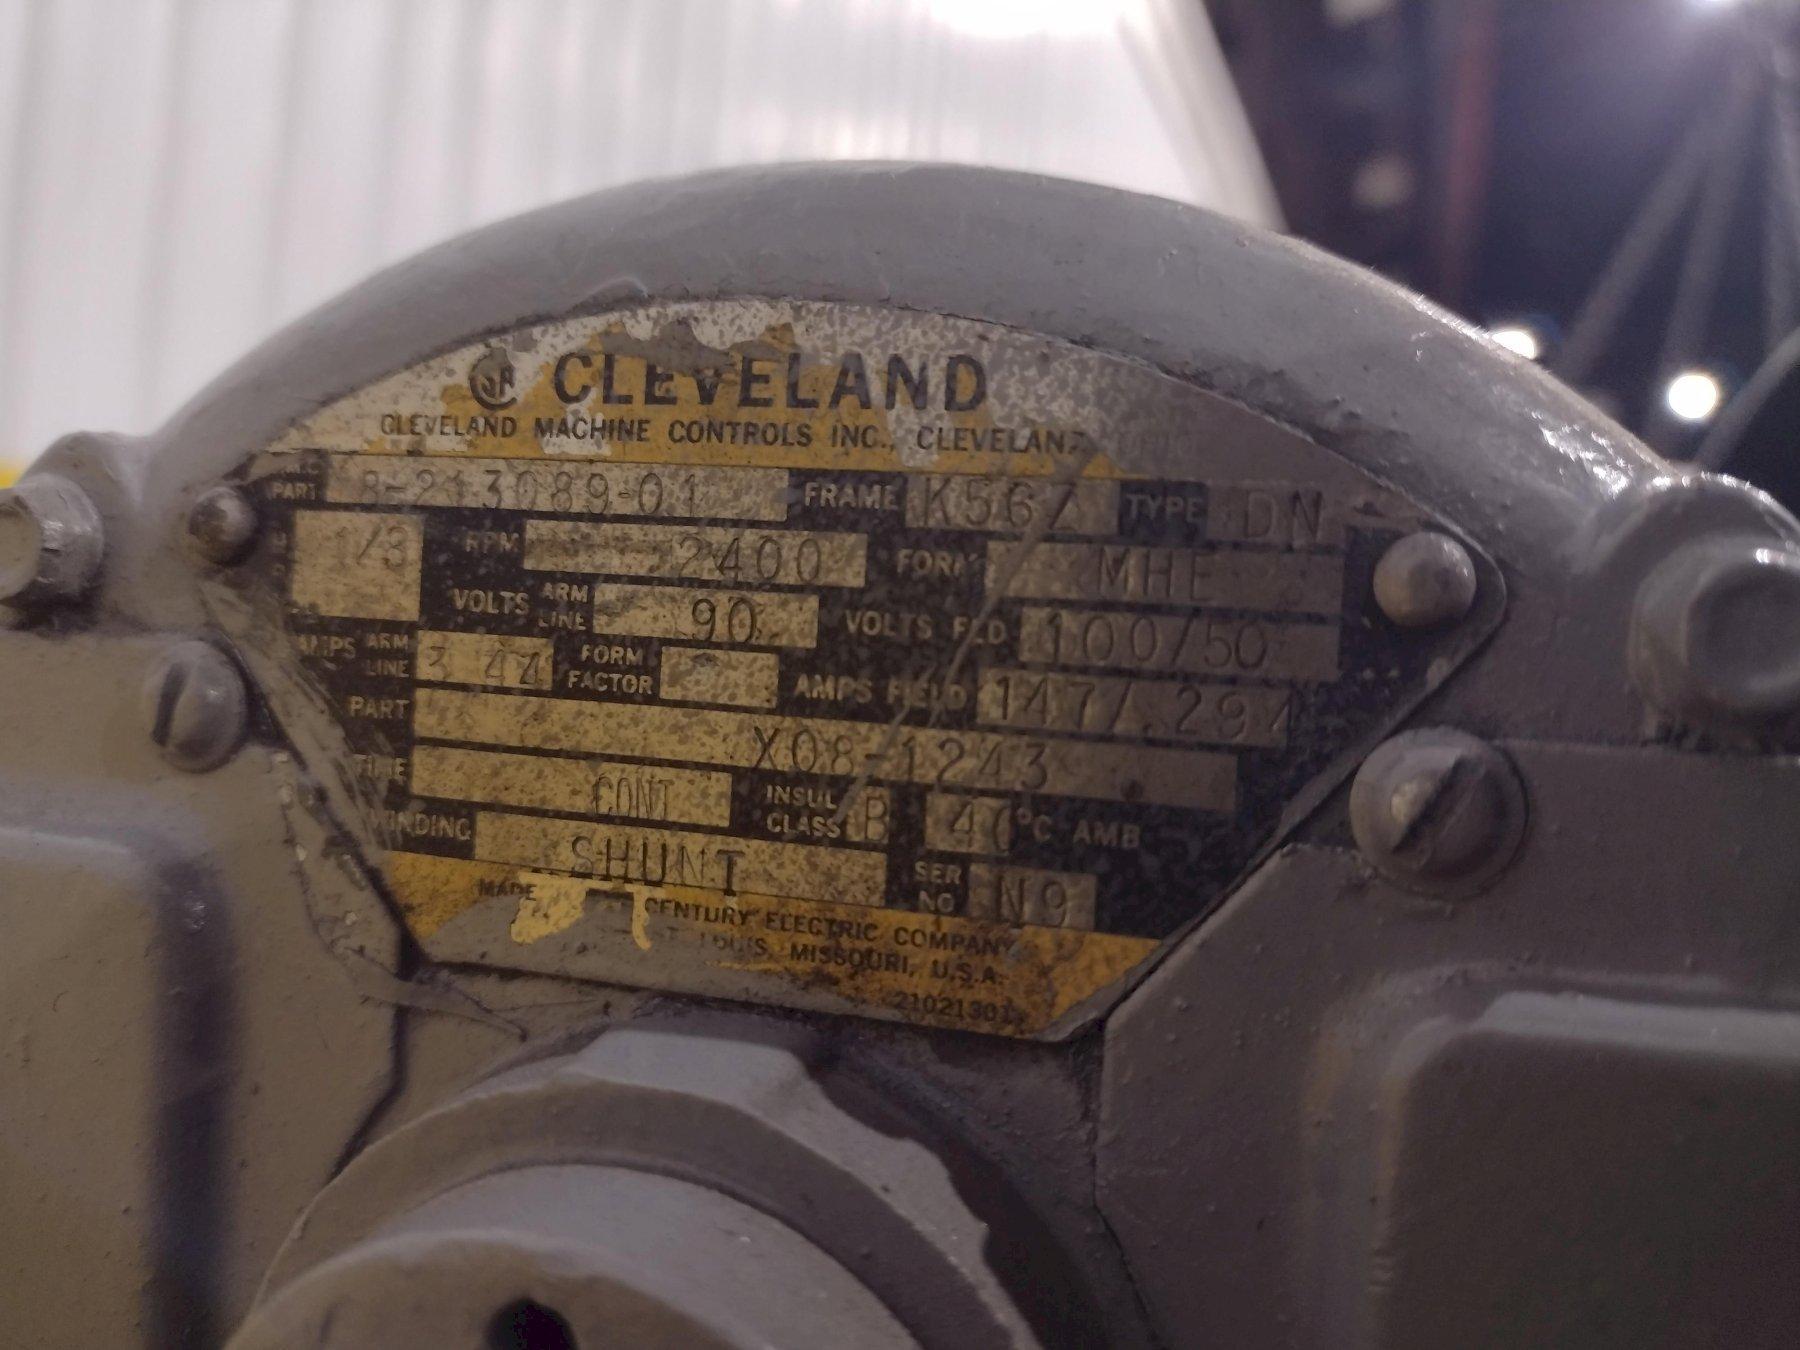 CLEVELAND
CLEVELAND MACHINE CONTROLS INC., CLEVELAND
PART 8-213089-01 FRAME K56Z TYPE DN
1/3 RPM 2400 FORM MHE
VOLTS ARM LINE 90 VOLTS FLD 100/50
AMPS ARM LINE 3 44 FORM FACTOR AMPS FIELD 147/.294
PART X08-1243
TIME CONT INSUL CLASS B 40°C AMB
WINDING SHUNT SER NO N9
MADE CENTURY ELECTRIC COMPANY
ST LOUIS, MISSOURI, U.S.A.
21021301